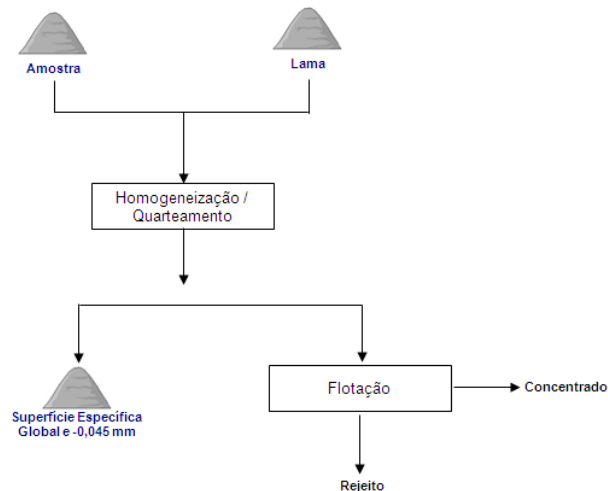 Amostra
Lama
Homogeneização /
Quarteamento
Flotação
Concentrado
Superfície Específica
Global e -0,045 mm
Rejeito